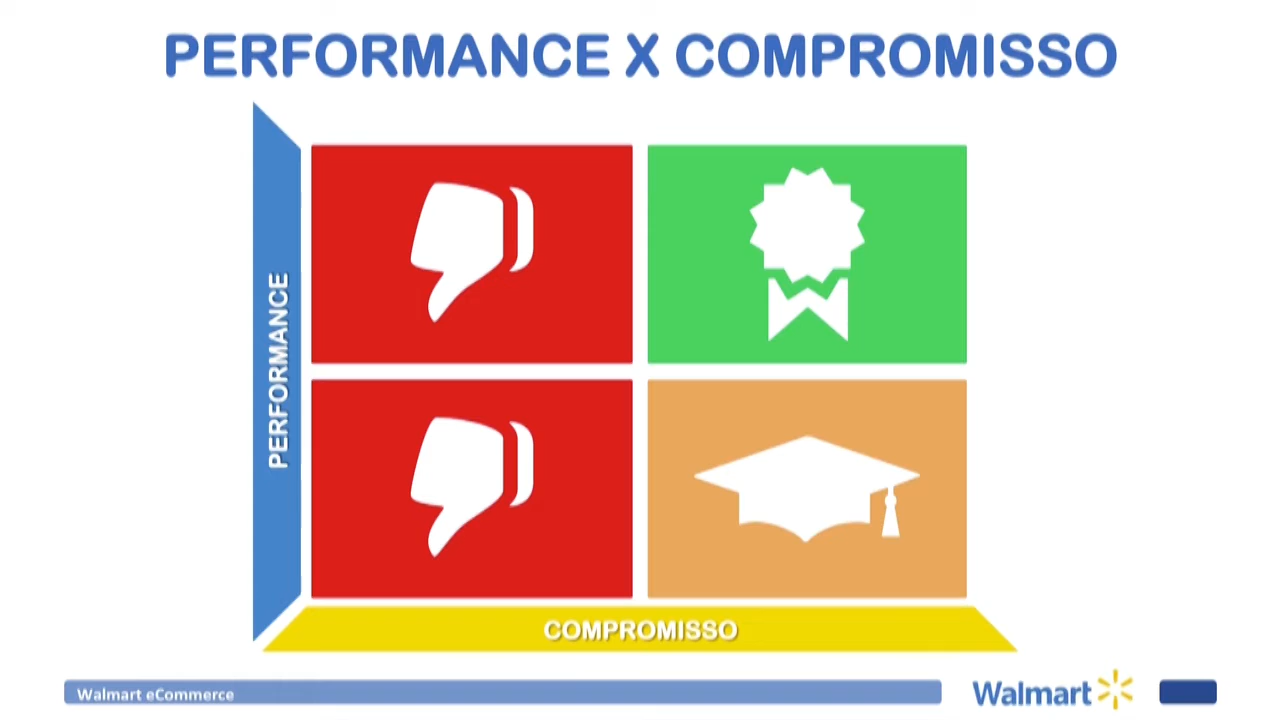 PERFORMANCE X COMPROMISSO
PERFORMANCE
COMPROMISSO
Walmart eCommerce
Walmart